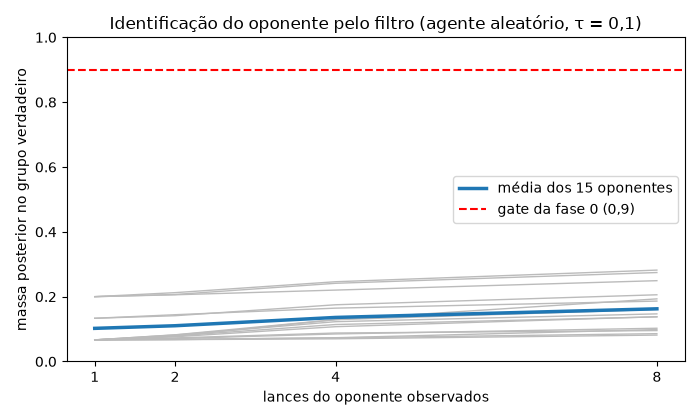 Identificação do oponente pelo filtro (agente aleatório, τ = 0,1)
massa posterior no grupo verdadeiro
1.0
0.8
0.6
0.4
0.2
0.0
média dos 15 oponentes
gate da fase 0 (0,9)
1 2 4 8
lances do oponente observados